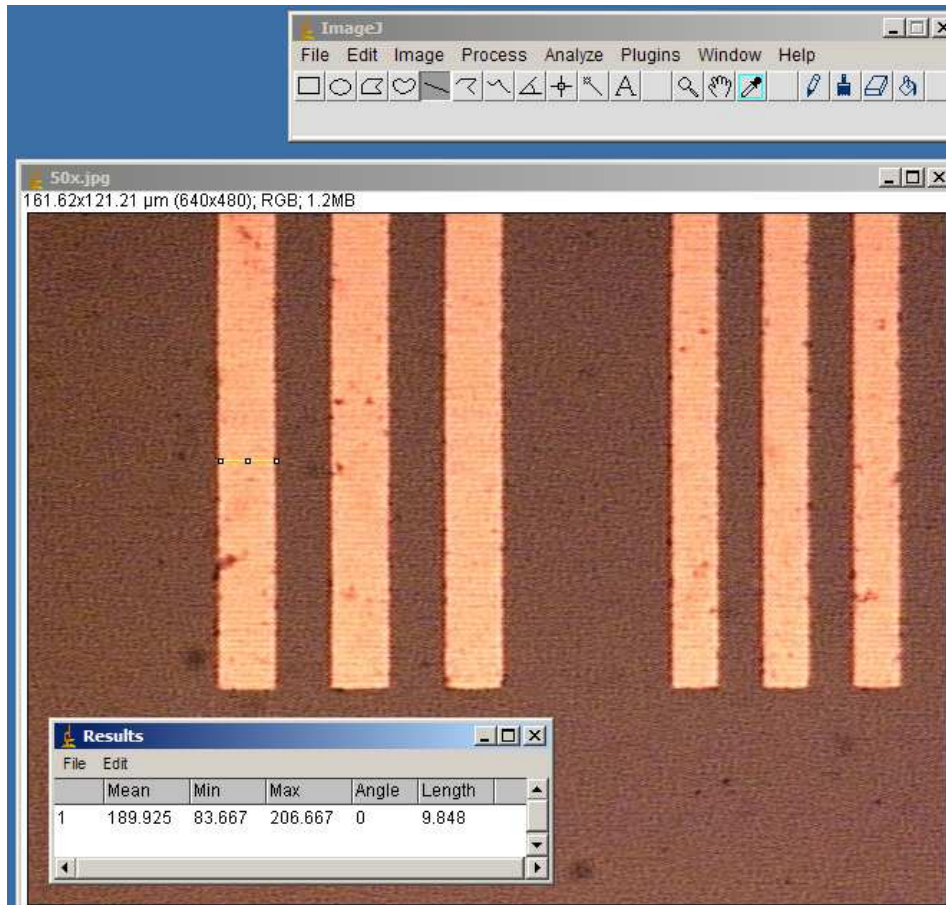 ImageJ
File Edit Image Process Analyze Plugins Window Help
A
50x.jpg
161.62x121.21 µm (640x480); RGB; 1.2MB
Results
File Edit
Mean Min Max Angle Length
1 189.925 83.667 206.667 0 9.848